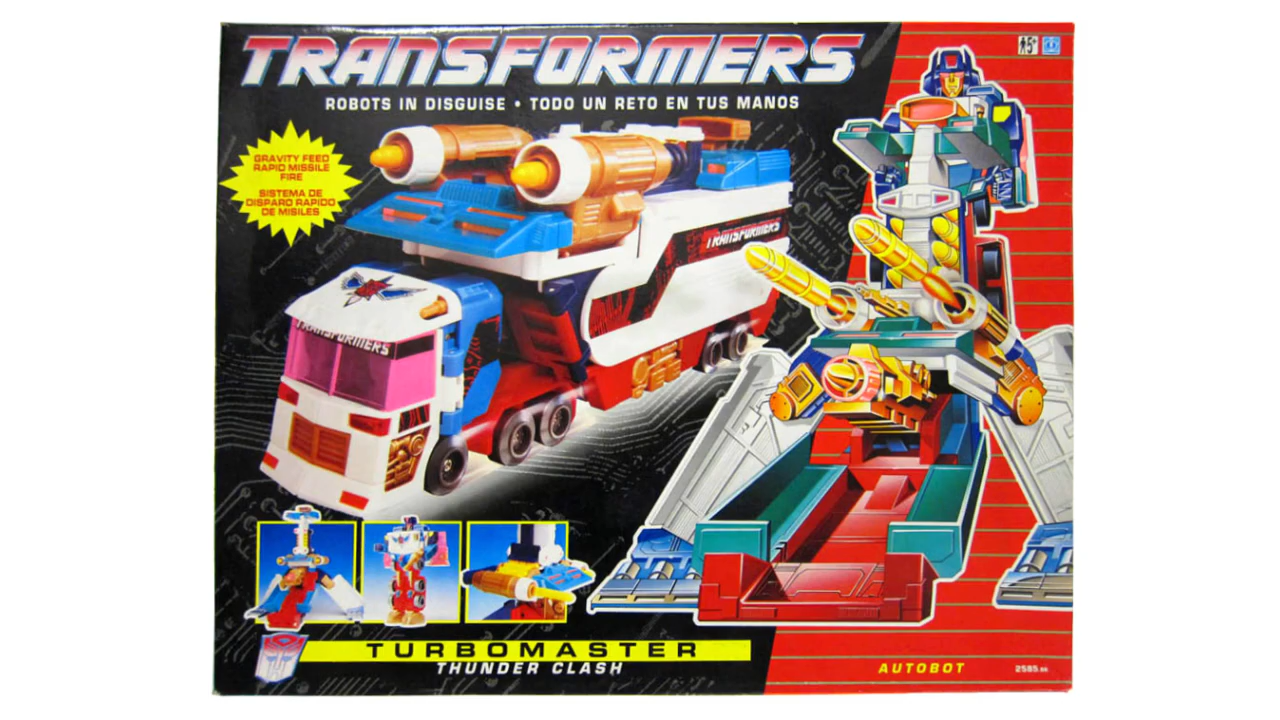 TRANSFORMERS
ROBOTS IN DISGUISE • TODO UN RETO EN TUS MANOS
5+
GRAVITY FEED
RAPID MISSILE
FIRE
SISTEMA DE
DISPARO RAPIDO
DE MISILES
TRANSFORMERS
TRANSFORMERS
TURBOMASTER
THUNDER CLASH
AUTOBOT
2585